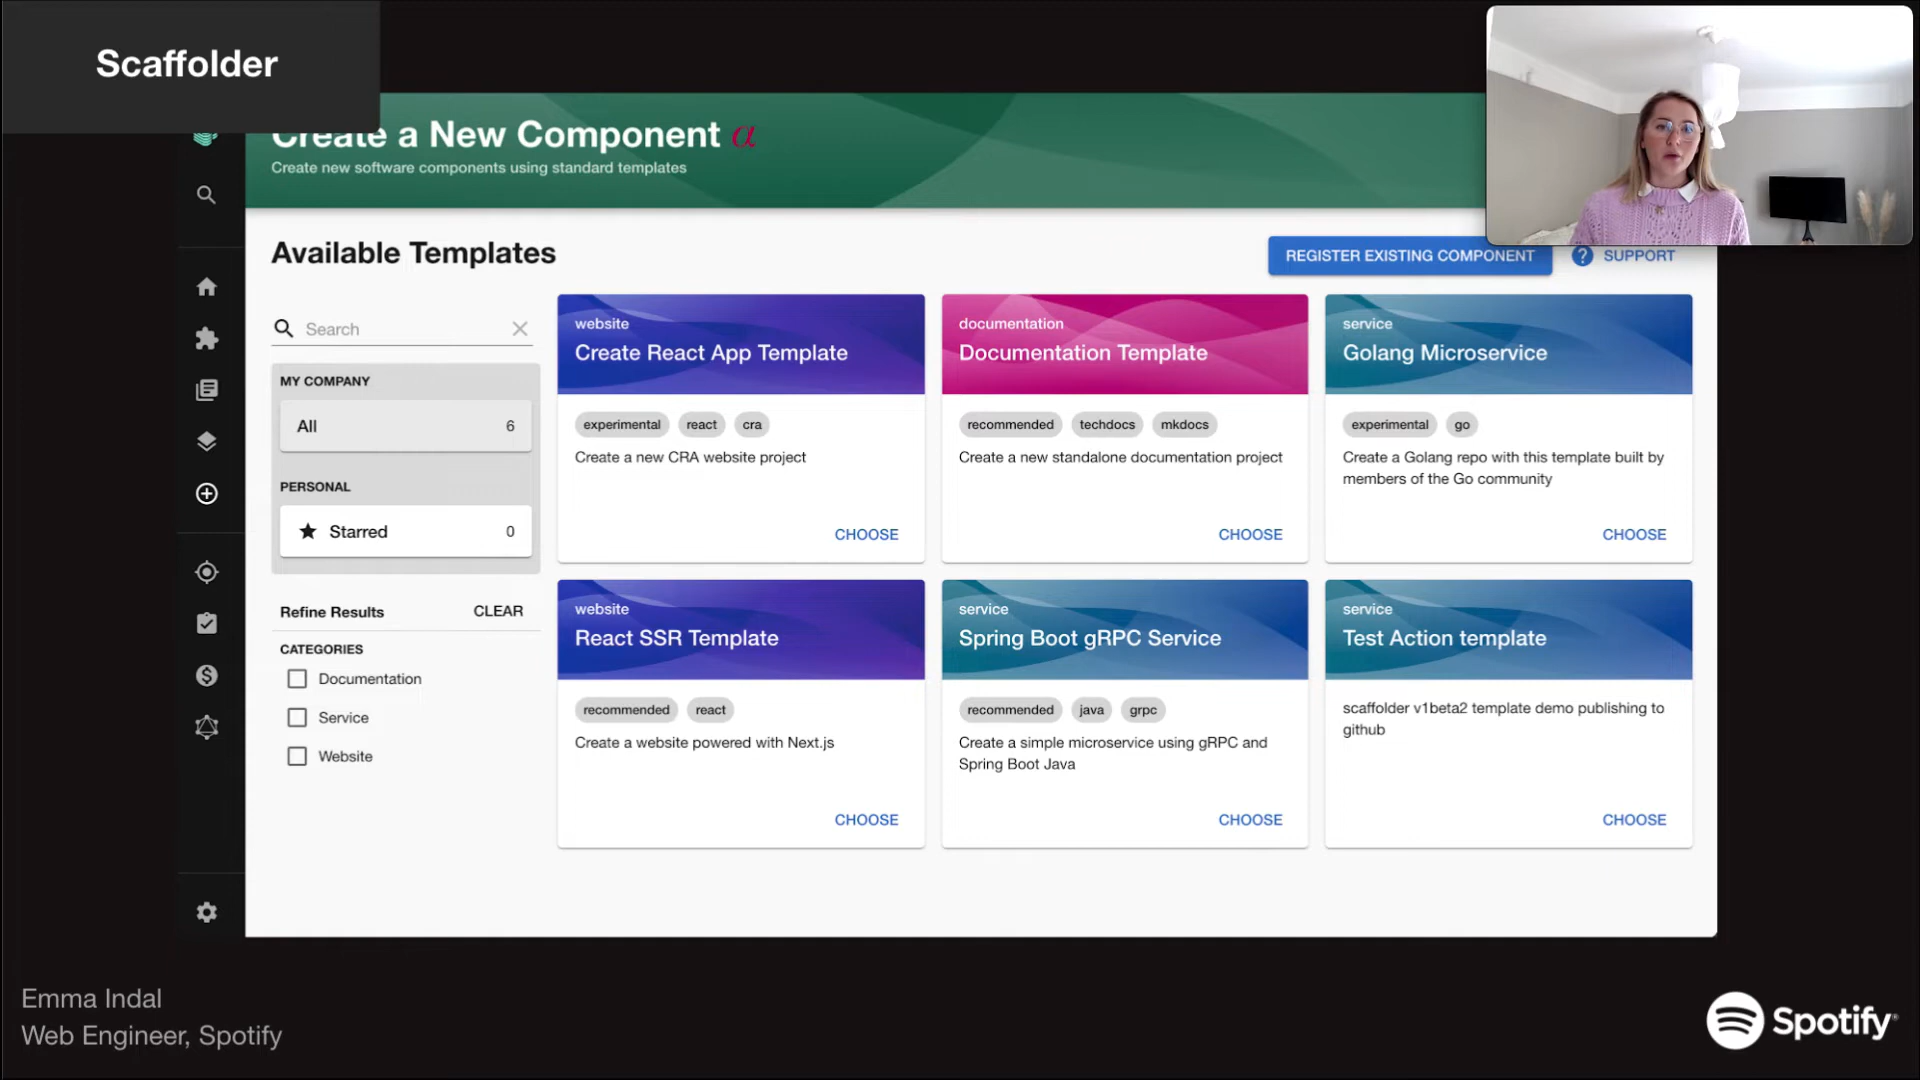 Scaffolder
Create a New Component α
Create new software components using standard templates
Available Templates
REGISTER EXISTING COMPONENT
? SUPPORT
Search
MY COMPANY
All 6
PERSONAL
Starred 0
Refine Results CLEAR
CATEGORIES
Documentation
Service
Website
website
Create React App Template
experimental react cra
Create a new CRA website project
CHOOSE
documentation
Documentation Template
recommended techdocs mkdocs
Create a new standalone documentation project
CHOOSE
service
Golang Microservice
experimental go
Create a Golang repo with this template built by
members of the Go community
CHOOSE
website
React SSR Template
recommended react
Create a website powered with Next.js
CHOOSE
service
Spring Boot gRPC Service
recommended java grpc
Create a simple microservice using gRPC and
Spring Boot Java
CHOOSE
service
Test Action template
scaffolder v1beta2 template demo publishing to
github
CHOOSE
Emma Indal
Web Engineer, Spotify
Spotify